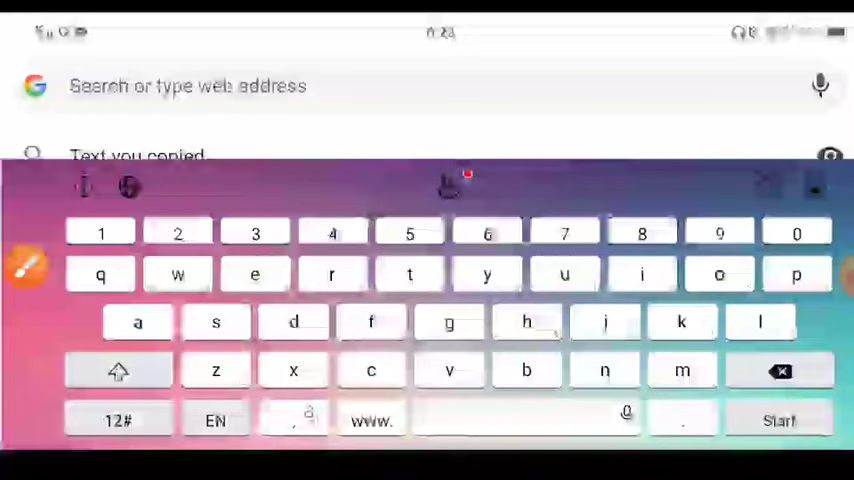 Search or type web address
Text you copied
1 2 3 4 5 6 7 8 9 0
q w e r t y u i o p
a s d f g h j k l
z x c v b n m
12# EN , www. . Start